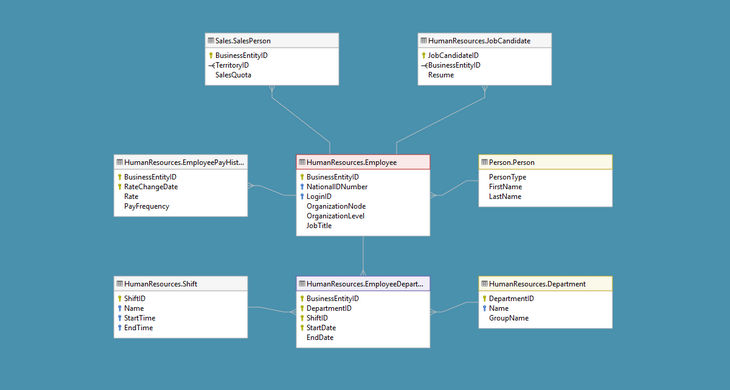 Sales.SalesPerson
BusinessEntityID
TerritoryID
SalesQuota
HumanResources.JobCandidate
JobCandidateID
BusinessEntityID
Resume
HumanResources.EmployeePayHist...
BusinessEntityID
RateChangeDate
Rate
PayFrequency
HumanResources.Employee
BusinessEntityID
NationalIDNumber
LoginID
OrganizationNode
OrganizationLevel
JobTitle
Person.Person
PersonType
FirstName
LastName
HumanResources.Shift
ShiftID
Name
StartTime
EndTime
HumanResources.EmployeeDepart...
BusinessEntityID
DepartmentID
ShiftID
StartDate
EndDate
HumanResources.Department
DepartmentID
Name
GroupName